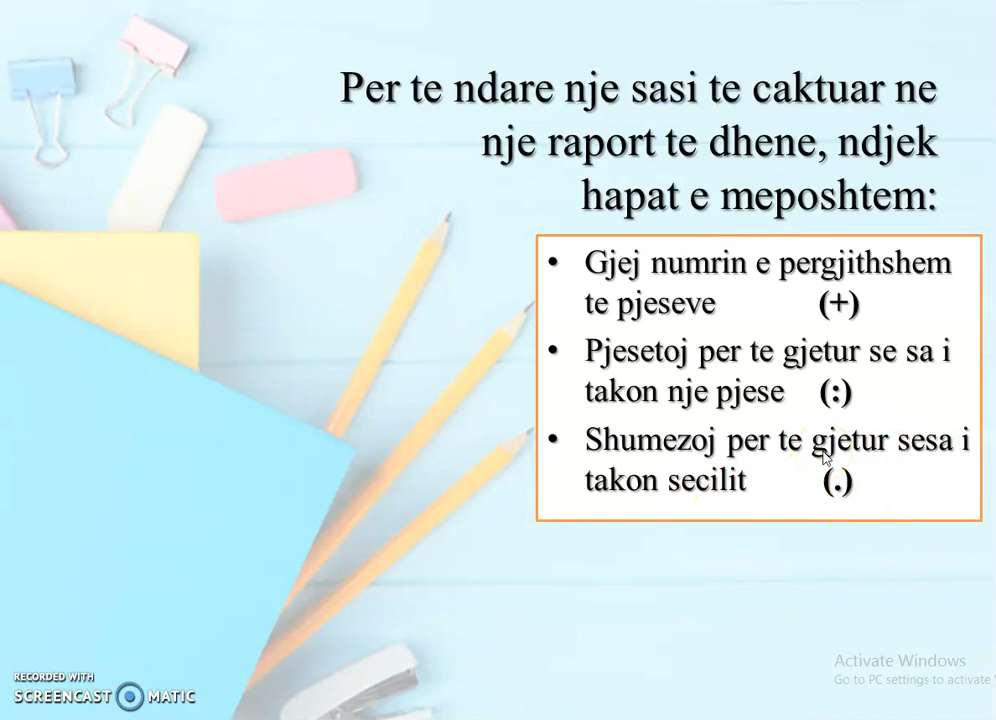 Per te ndare nje sasi te caktuar ne
nje raport te dhene, ndjek
hapat e meposhtem:
• Gjej numrin e pergjithshem
te pjeseve (+)
• Pjesetoj per te gjetur se sa i
takon nje pjese (:)
• Shumezoj per te gjetur sesa i
takon secilit (.)
Activate Windows
Go to PC settings to activate
RECORDED WITH
SCREENCAST MATIC